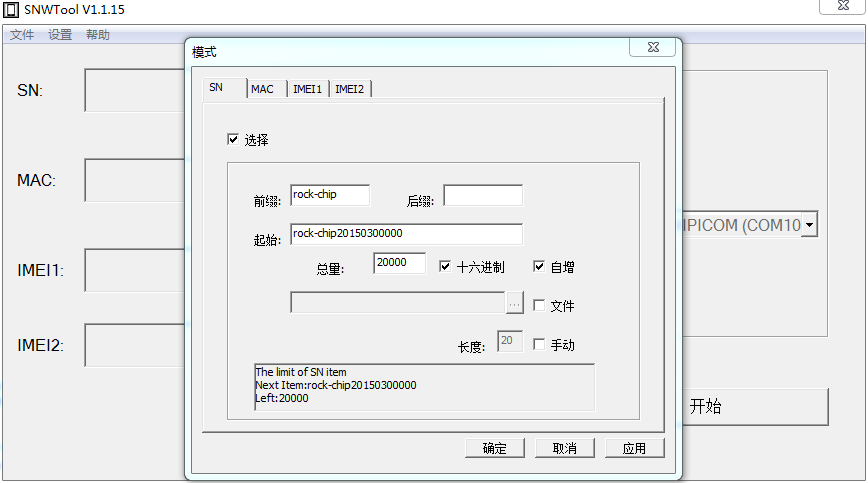 SNWTool V1.1.15
文件 设置 帮助
模式
SN MAC IMEI1 IMEI2
SN:
MAC:
IMEI1:
IMEI2:
选择
前缀: rock-chip 后缀:
起始: rock-chip20150300000
总量: 20000 十六进制 自增
... 文件
长度: 20 手动
The limit of SN item
Next Item:rock-chip20150300000
Left:20000
确定 取消 应用
IPICOM (COM10
开始